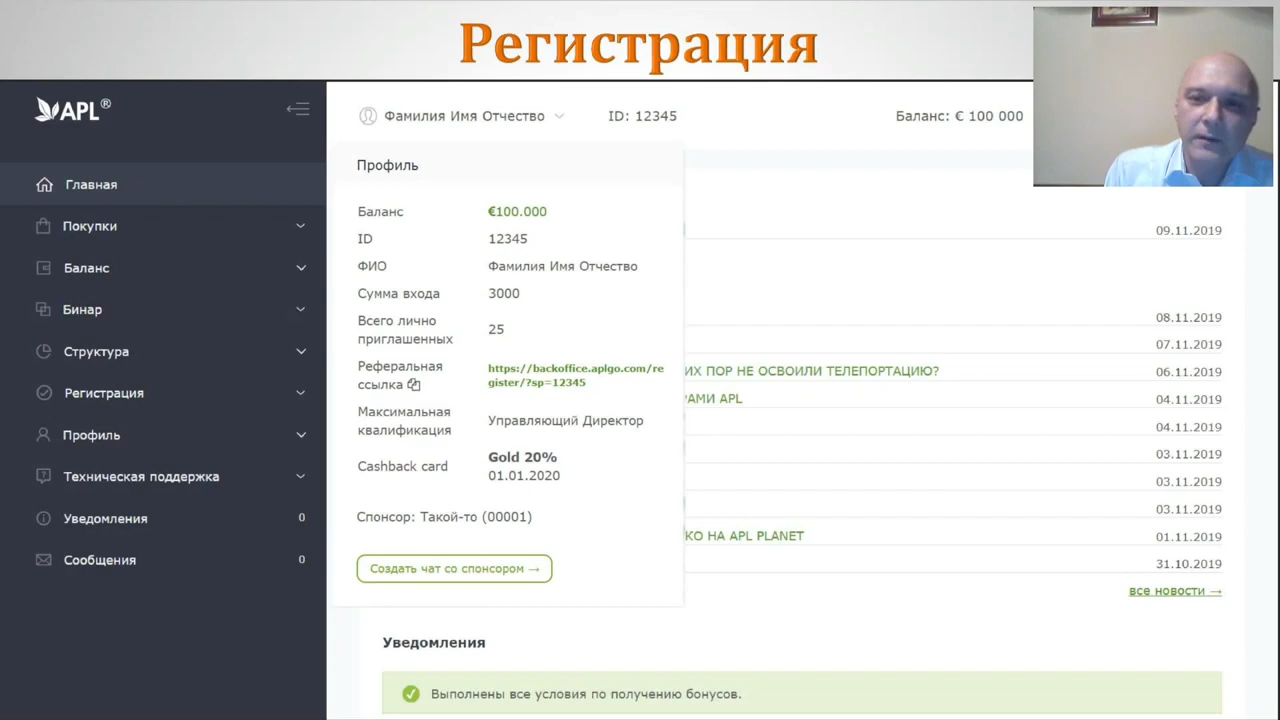 Регистрация
APL®
Главная
Покупки
Баланс
Бинар
Структура
Регистрация
Профиль
Техническая поддержка
Уведомления 0
Сообщения 0
Фамилия Имя Отчество ID: 12345 Баланс: € 100 000
Профиль
Баланс €100.000
ID 12345
ФИО Фамилия Имя Отчество
Сумма входа 3000
Всего лично
приглашенных 25
Реферальная
ссылка
https://backoffice.aplgo.com/re
gister/?sp=12345
Максимальная
квалификация
Управляющий Директор
Cashback card
Gold 20%
01.01.2020
Спонсор: Такой-то (00001)
Создать чат со спонсором →
09.11.2019
08.11.2019
07.11.2019
ИХ ПОР НЕ ОСВОИЛИ ТЕЛЕПОРТАЦИЮ? 06.11.2019
РАМИ APL 04.11.2019
04.11.2019
03.11.2019
03.11.2019
03.11.2019
КО НА APL PLANET 01.11.2019
31.10.2019
все новости →
Уведомления
Выполнены все условия по получению бонусов.